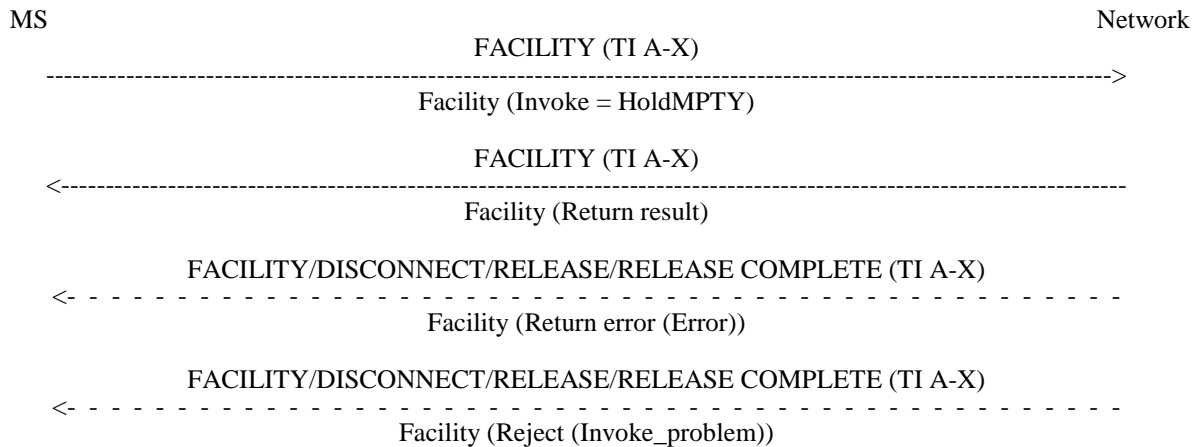 MS Network
FACILITY (TI A-X)
Facility (Invoke = HoldMPTY)
FACILITY (TI A-X)
Facility (Return result)
FACILITY/DISCONNECT/RELEASE/RELEASE COMPLETE (TI A-X)
Facility (Return error (Error))
FACILITY/DISCONNECT/RELEASE/RELEASE COMPLETE (TI A-X)
Facility (Reject (Invoke_problem))